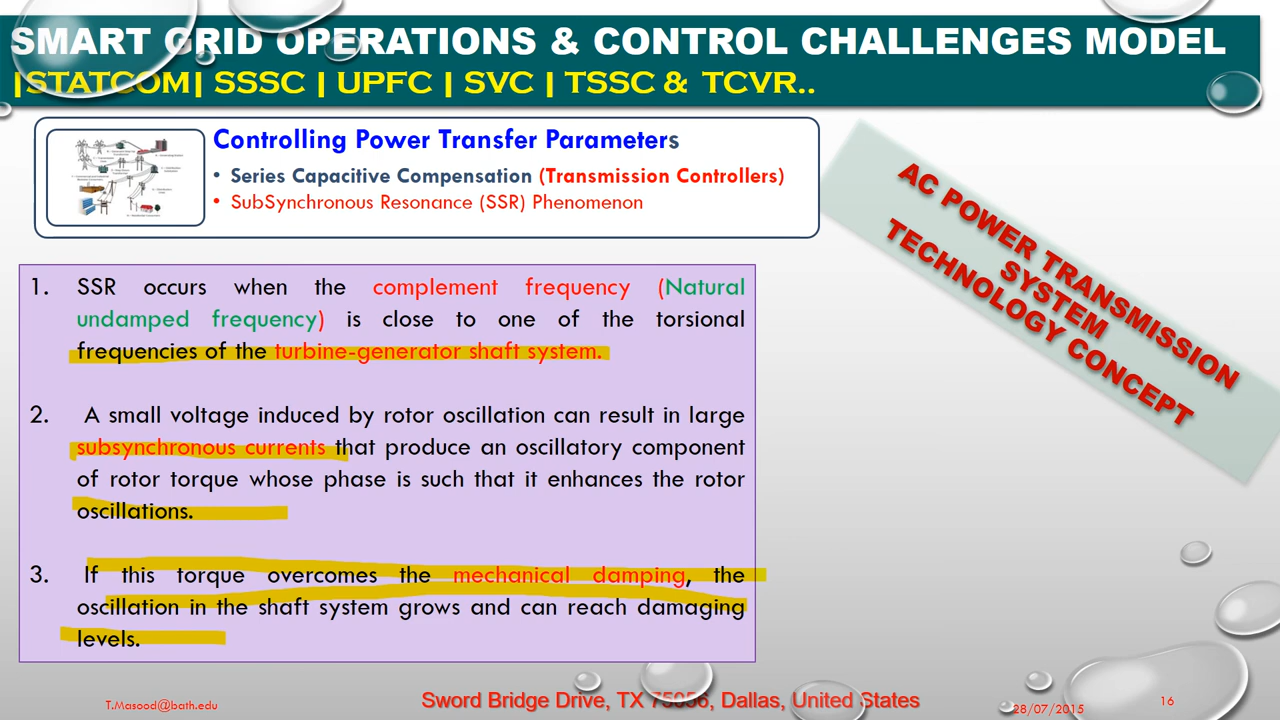 SMART GRID OPERATIONS & CONTROL CHALLENGES MODEL
|STATCOM| SSSC | UPFC | SVC | TSSC & TCVR..
Controlling Power Transfer Parameters
• Series Capacitive Compensation (Transmission Controllers)
• SubSynchronous Resonance (SSR) Phenomenon
AC POWER TRANSMISSION
SYSTEM
TECHNOLOGY CONCEPT
1. SSR occurs when the complement frequency (Natural
undamped frequency) is close to one of the torsional
frequencies of the turbine-generator shaft system.
2. A small voltage induced by rotor oscillation can result in large
subsynchronous currents that produce an oscillatory component
of rotor torque whose phase is such that it enhances the rotor
oscillations.
3. If this torque overcomes the mechanical damping, the
oscillation in the shaft system grows and can reach damaging
levels.
T.Masood@bath.edu
Sword Bridge Drive, TX 75056, Dallas, United States
28/07/2015
16